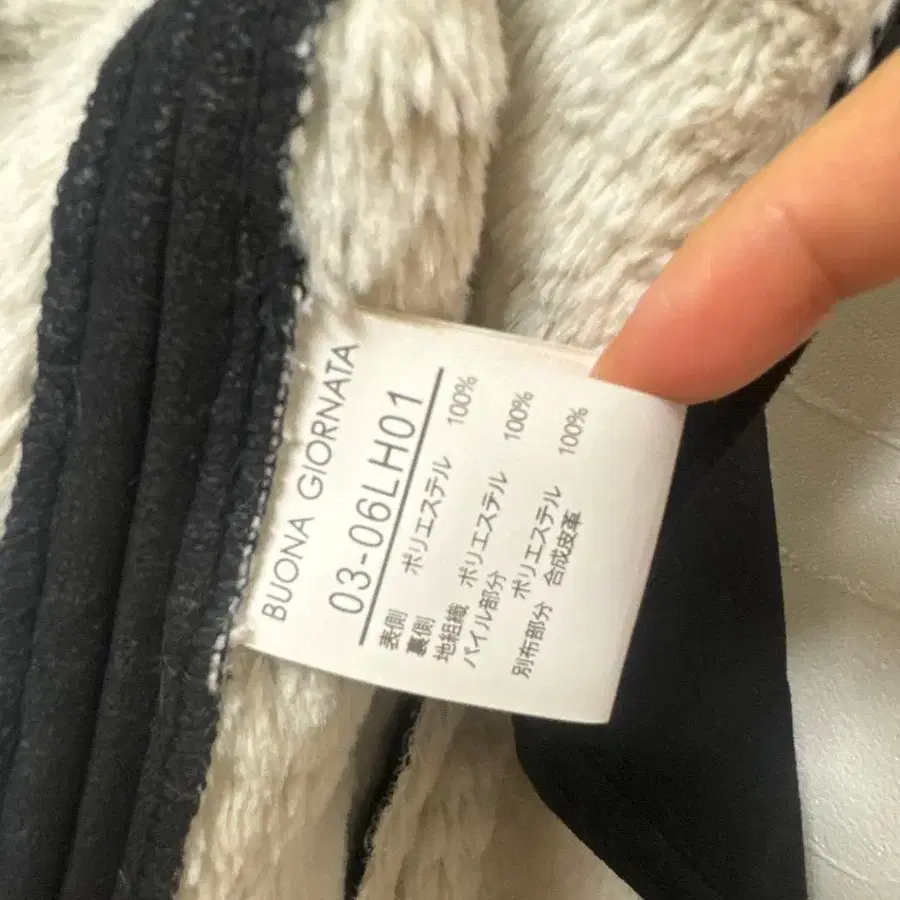 BUONA GIORNATA
03-06LH01
表側 ポリエステル 100%
裏側
地組織 ポリエステル 100%
パイル部分
ポリエステル 100%
別布部分 合成皮革